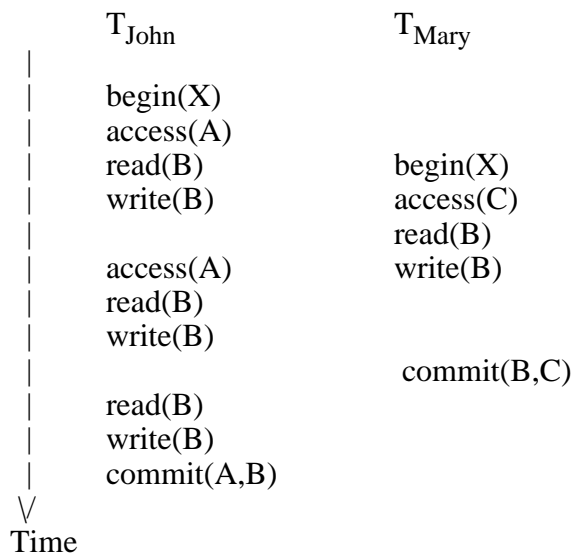 T_John T_Mary
begin(X)
access(A)
read(B) begin(X)
write(B) access(C)
read(B)
access(A) write(B)
read(B)
write(B)
commit(B,C)
read(B)
write(B)
commit(A,B)
Time